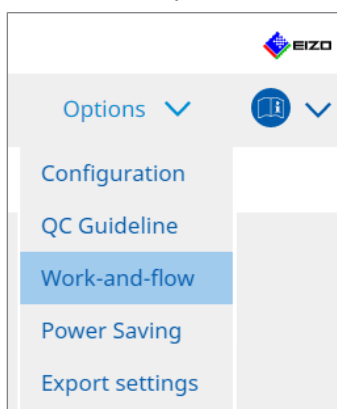 EIZO
Options
Configuration
QC Guideline
Work-and-flow
Power Saving
Export settings